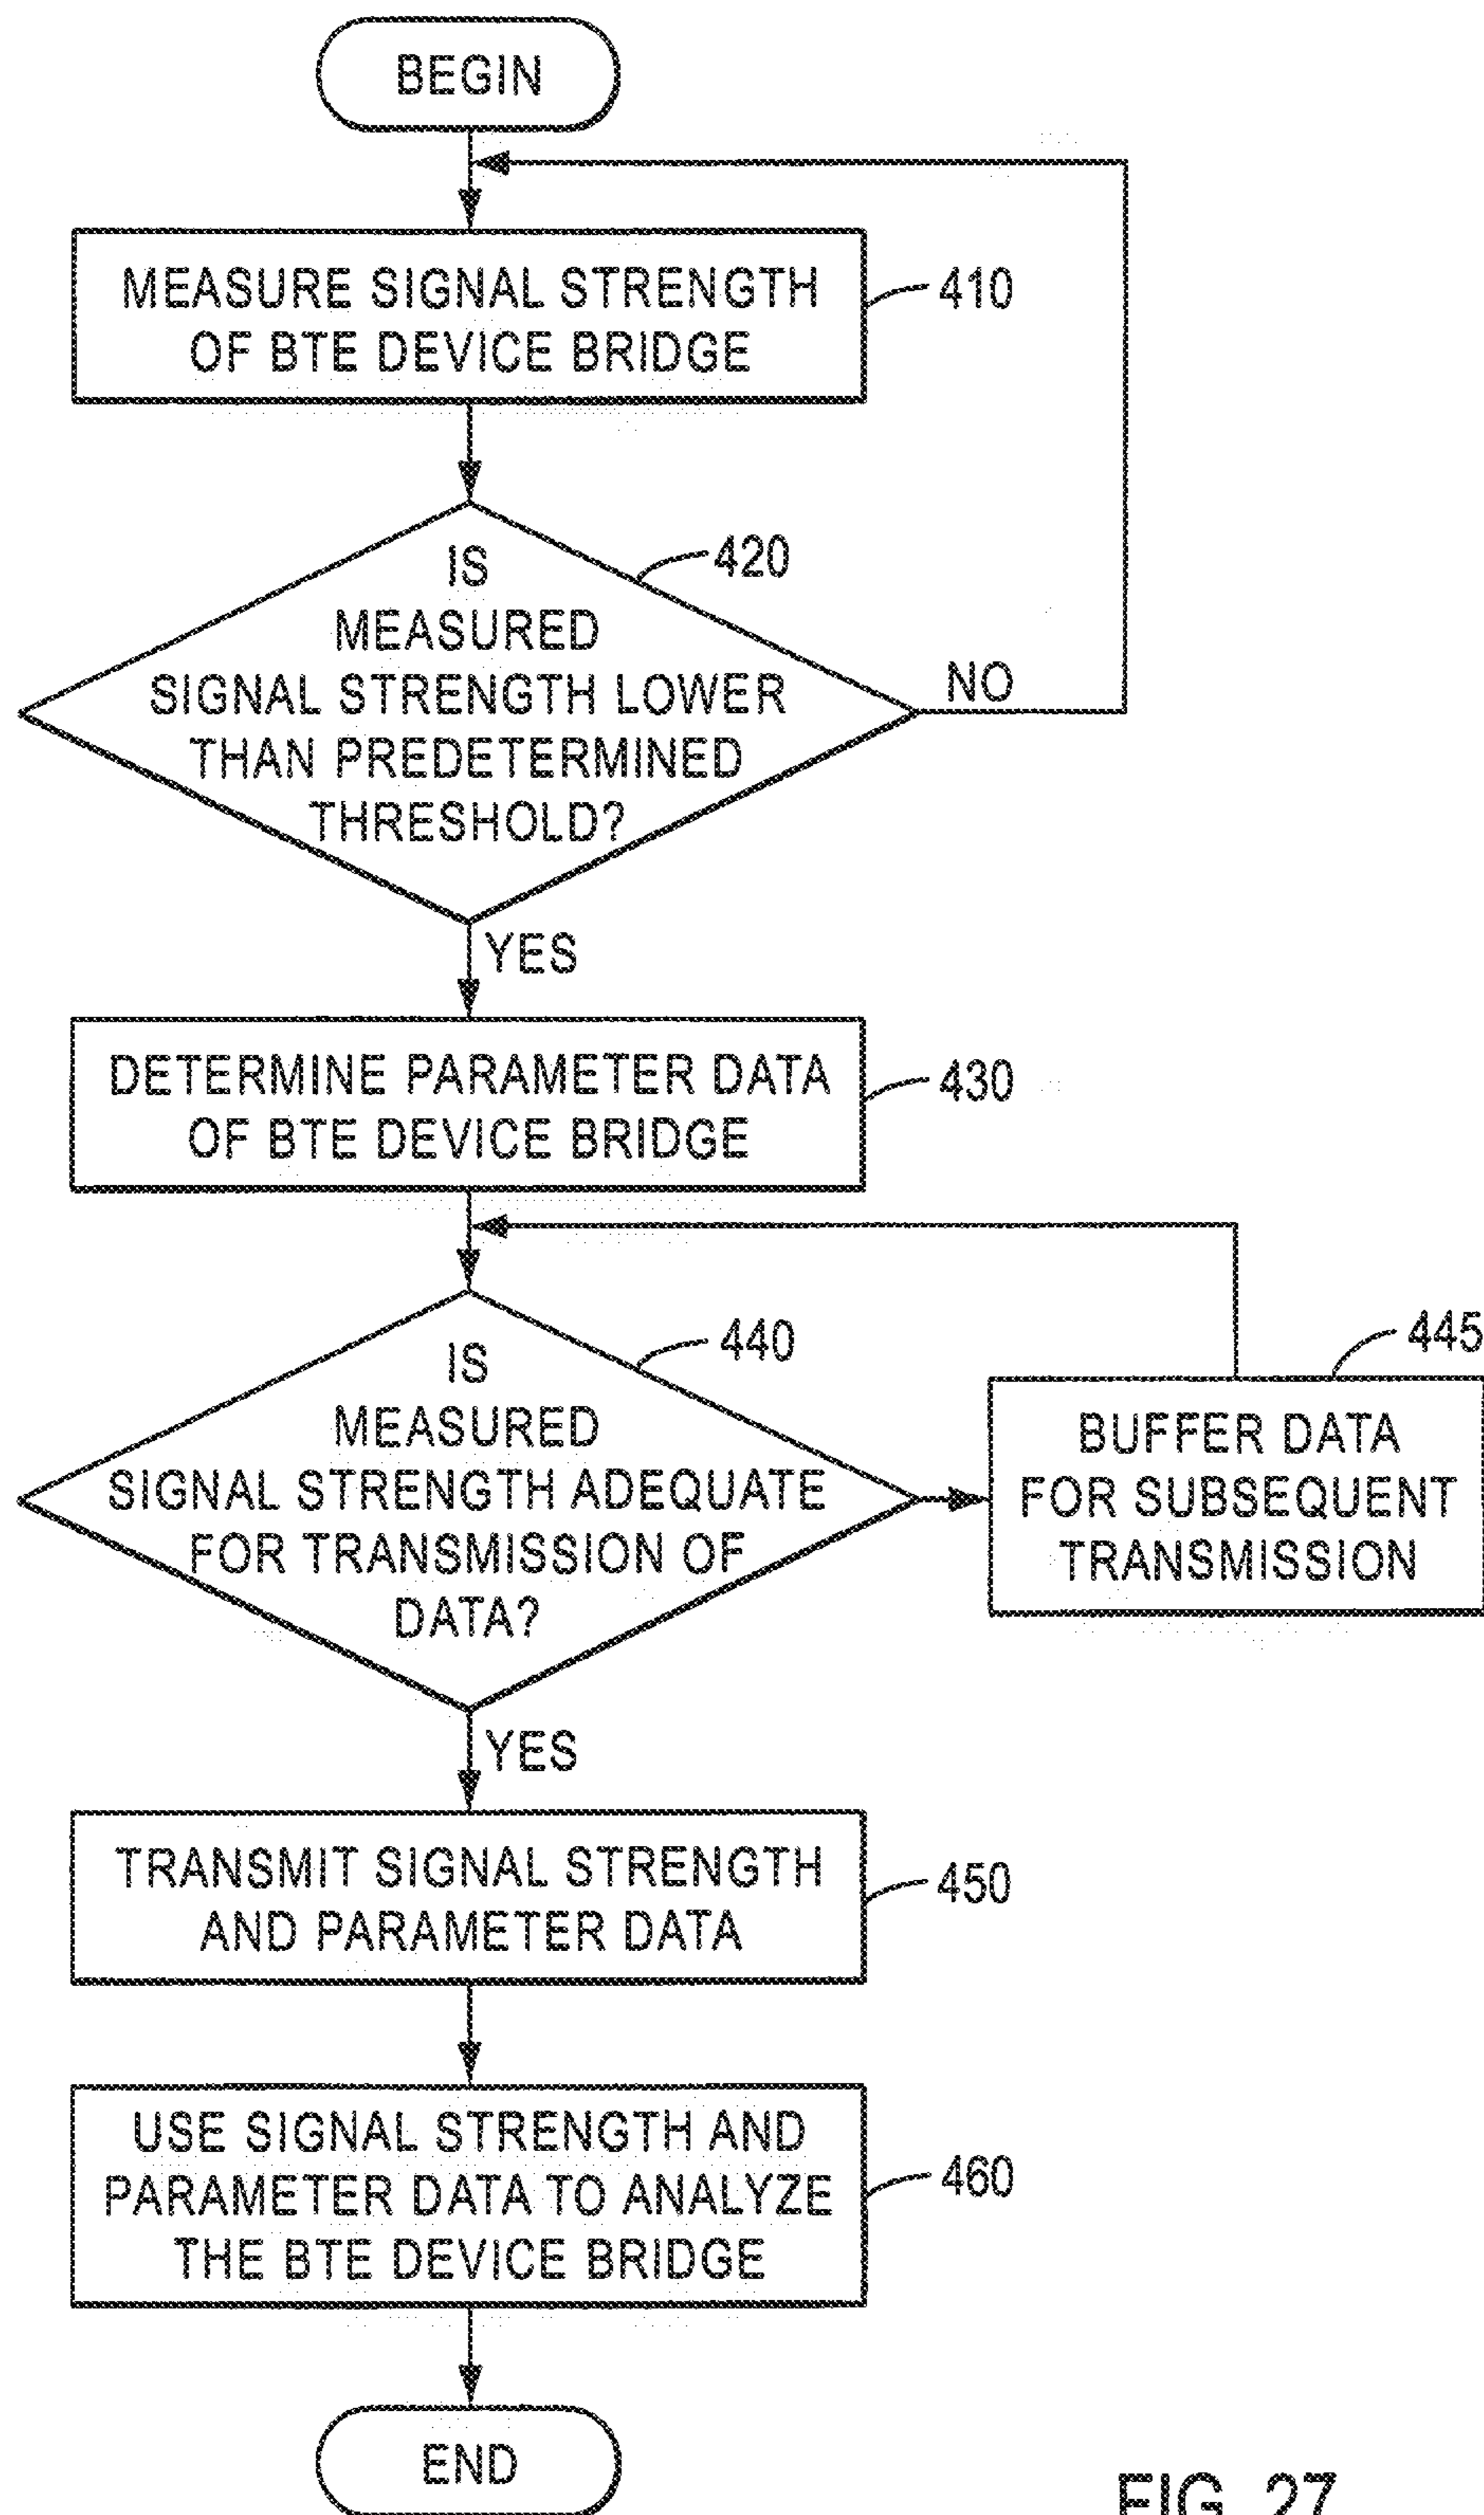 BEGIN
MEASURE SIGNAL STRENGTH
OF BTE DEVICE BRIDGE
410
IS
MEASURED
SIGNAL STRENGTH LOWER
THAN PREDETERMINED
THRESHOLD?
420
NO
YES
DETERMINE PARAMETER DATA
OF BTE DEVICE BRIDGE
430
IS
MEASURED
SIGNAL STRENGTH ADEQUATE
FOR TRANSMISSION OF
DATA?
440
445
BUFFER DATA
FOR SUBSEQUENT
TRANSMISSION
YES
TRANSMIT SIGNAL STRENGTH
AND PARAMETER DATA
450
USE SIGNAL STRENGTH AND
PARAMETER DATA TO ANALYZE
THE BTE DEVICE BRIDGE
460
END
FIG. 27